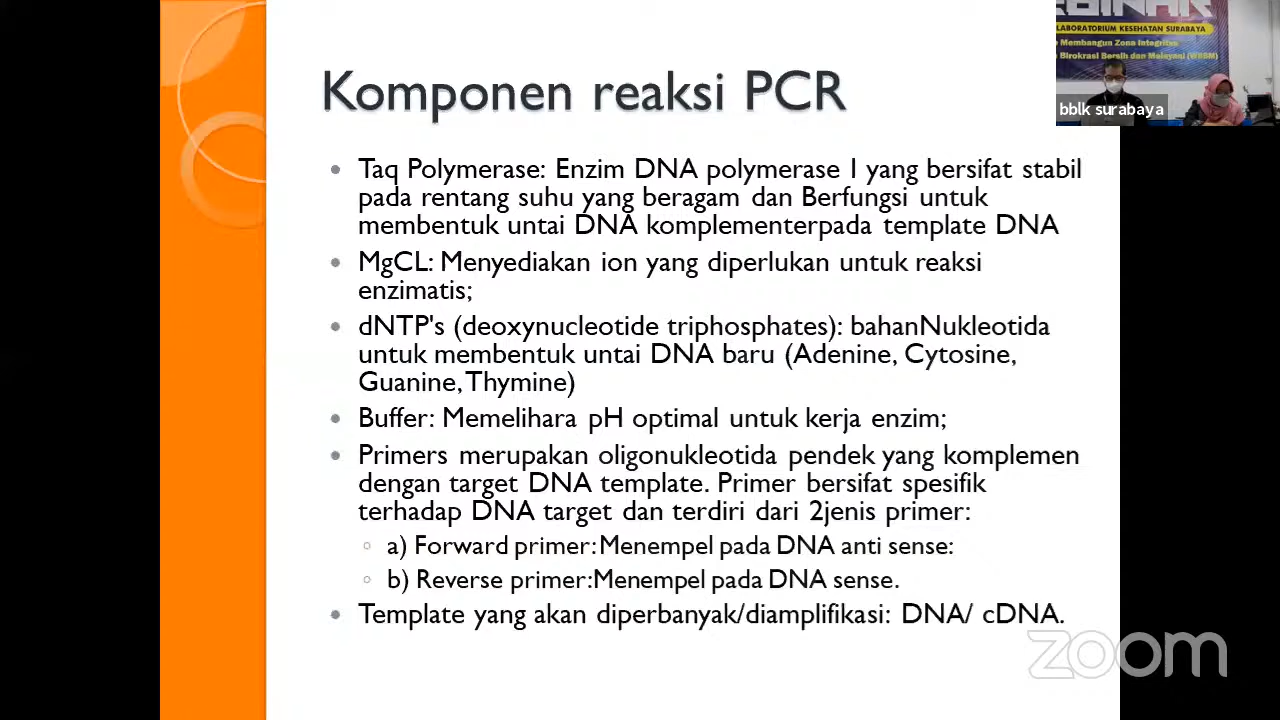 Komponen reaksi PCR
Taq Polymerase: Enzim DNA polymerase I yang bersifat stabil
pada rentang suhu yang beragam dan Berfungsi untuk
membentuk untai DNA komplementerpada template DNA
MgCL: Menyediakan ion yang diperlukan untuk reaksi
enzimatis;
dNTP's (deoxynucleotide triphosphates): bahanNukleotida
untuk membentuk untai DNA baru (Adenine, Cytosine,
Guanine, Thymine)
Buffer: Memelihara pH optimal untuk kerja enzim;
Primers merupakan oligonukleotida pendek yang komplemen
dengan target DNA template. Primer bersifat spesifik
terhadap DNA target dan terdiri dari 2jenis primer:
a) Forward primer:Menempel pada DNA anti sense:
b) Reverse primer:Menempel pada DNA sense.
Template yang akan diperbanyak/diamplifikasi: DNA/ cDNA.
LABORATORIUM KESEHATAN SURABAYA
Membangun Zona Integritas
Birokrasi Bersih dan Melayani (WBBM)
bblk surabaya
zoom